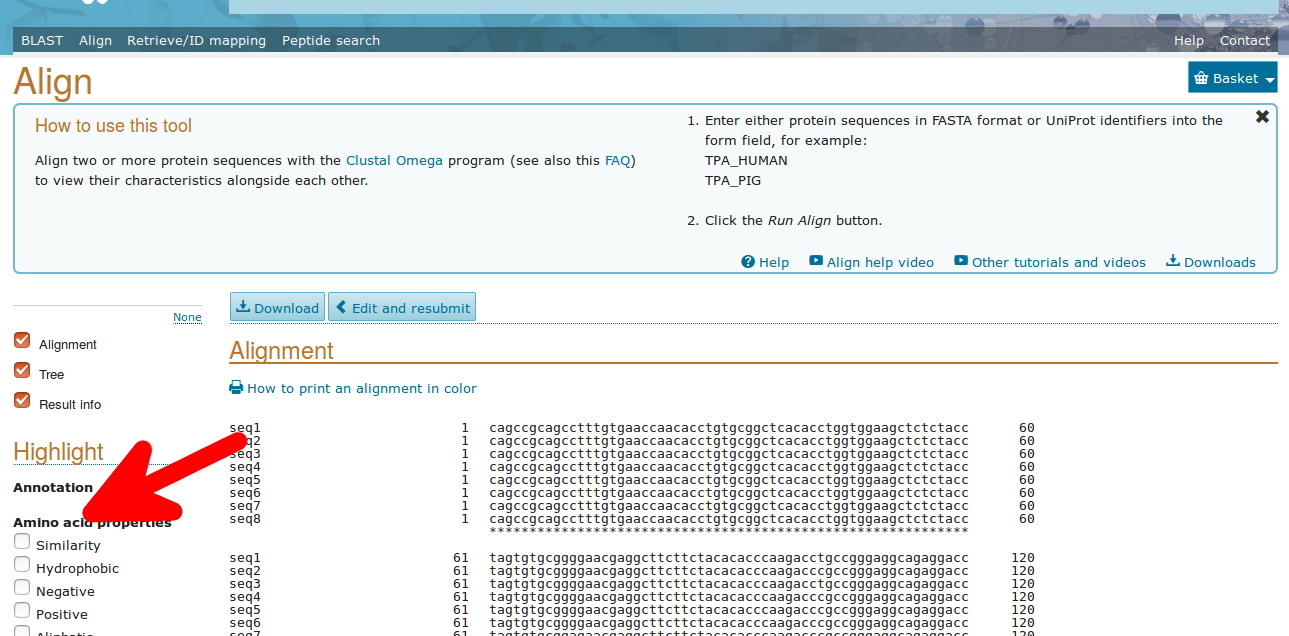 BLAST Align Retrieve/ID mapping Peptide search Help Contact
Align
Basket
How to use this tool
Align two or more protein sequences with the Clustal Omega program (see also this FAQ)
to view their characteristics alongside each other.
1. Enter either protein sequences in FASTA format or UniProt identifiers into the
form field, for example:
TPA_HUMAN
TPA_PIG
2. Click the Run Align button.
Help Align help video Other tutorials and videos Downloads
None
Alignment
Tree
Result info
Highlight
Annotation
Amino acid properties
Similarity
Hydrophobic
Negative
Positive
Aliphatic
Download Edit and resubmit
Alignment
How to print an alignment in color
seq1 1 cagccgcagcctttgtgaaccaacacctgtgcggctcacacctggtggaagctctctacc 60
seq2 1 cagccgcagcctttgtgaaccaacacctgtgcggctcacacctggtggaagctctctacc 60
seq3 1 cagccgcagcctttgtgaaccaacacctgtgcggctcacacctggtggaagctctctacc 60
seq4 1 cagccgcagcctttgtgaaccaacacctgtgcggctcacacctggtggaagctctctacc 60
seq5 1 cagccgcagcctttgtgaaccaacacctgtgcggctcacacctggtggaagctctctacc 60
seq6 1 cagccgcagcctttgtgaaccaacacctgtgcggctcacacctggtggaagctctctacc 60
seq7 1 cagccgcagcctttgtgaaccaacacctgtgcggctcacacctggtggaagctctctacc 60
seq8 1 cagccgcagcctttgtgaaccaacacctgtgcggctcacacctggtggaagctctctacc 60
************************************************************
seq1 61 tagtgtgcggggaacgaggcttcttctacacacccaagacctgccgggaggcagaggacc 120
seq2 61 tagtgtgcggggaacgaggcttcttctacacacccaagacccgccgggaggcagaggacc 120
seq3 61 tagtgtgcggggaacgaggcttcttctacacacccaagacctgccgggaggcagaggacc 120
seq4 61 tagtgtgcggggaacgaggcttcttctacacacccaagacccgccgggaggcagaggacc 120
seq5 61 tagtgtgcggggaacgaggcttcttctacacacccaagacccgccgggaggcagaggacc 120
seq6 61 tagtgtgcggggaacgaggcttcttctacacacccaagacccgccgggaggcagaggacc 120
seq7 61 120